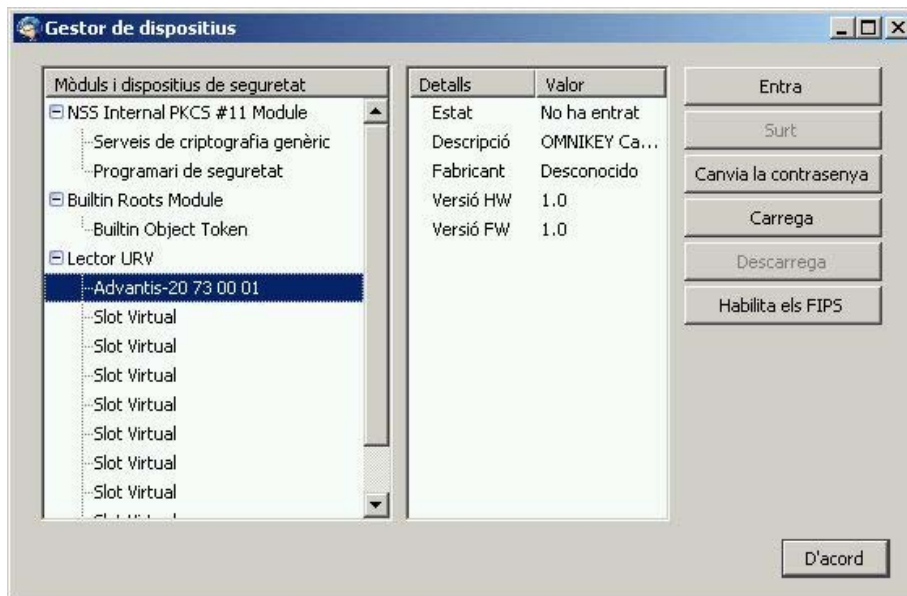 Gestor de dispositius
Mòduls i dispositius de seguretat
NSS Internal PKCS #11 Module
Serveis de criptografia genèric
Programari de seguretat
Builtin Roots Module
Builtin Object Token
Lector URV
Advantis-20 73 00 01
Slot Virtual
Slot Virtual
Slot Virtual
Slot Virtual
Slot Virtual
Slot Virtual
Slot Virtual
Detalls Valor
Estat No ha entrat
Descripció OMNIKEY Ca...
Fabricant Desconocido
Versió HW 1.0
Versió FW 1.0
Entra
Surt
Canvia la contrasenya
Carrega
Descarrega
Habilita els FIPS
D'acord